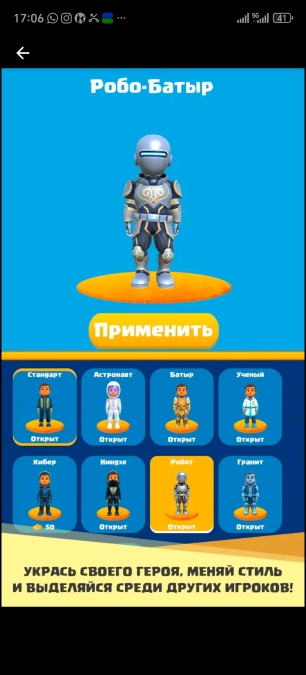 17:06
5G
41
Робо-Батыр
Применить
Стандарт
Астронавт
Батыр
Ученый
Открыт
Открыт
Открыт
Открыт
Кибер
Ниндзя
Робот
Гранит
50
Открыт
Открыт
Открыт
УКРАСЬ СВОЕГО ГЕРОЯ, МЕНЯЙ СТИЛЬ
И ВЫДЕЛЯЙСЯ СРЕДИ ДРУГИХ ИГРОКОВ!